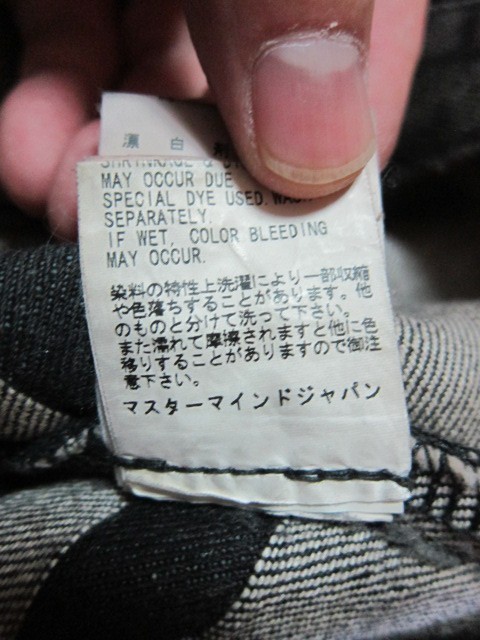 漂 白
SHRINKAGE &
MAY OCCUR DUE
SPECIAL DYE USED. WASH
SEPARATELY.
IF WET, COLOR BLEEDING
MAY OCCUR.
染料の特性上洗濯により一部収縮
や色落ちすることがあります。他
のものと分けて洗って下さい。
また濡れて摩擦されますと他に色
移りすることがありますので御注
意下さい。
マスターマインドジャパン